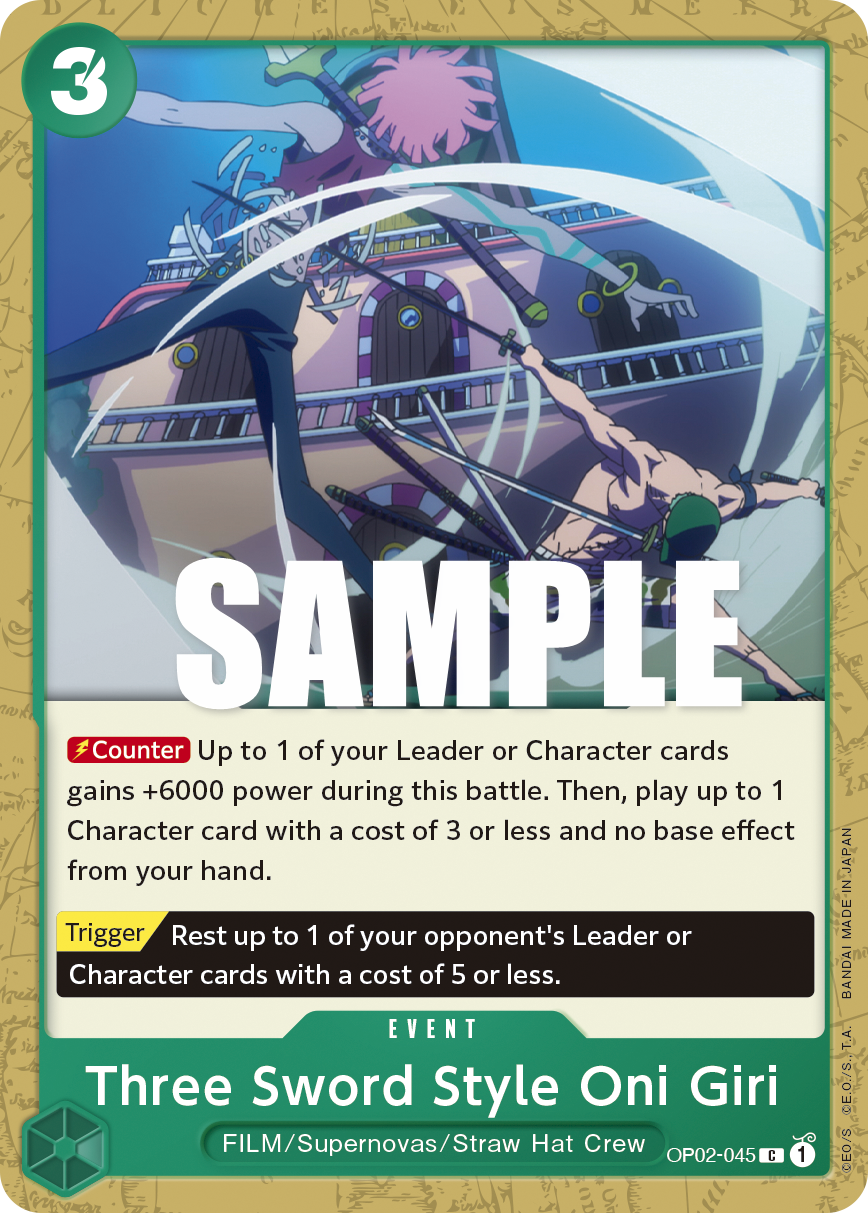 3
SAMPLE
Counter Up to 1 of your Leader or Character cards
gains +6000 power during this battle. Then, play up to 1
Character card with a cost of 3 or less and no base effect
from your hand.
Trigger Rest up to 1 of your opponent's Leader or
Character cards with a cost of 5 or less.
EVENT
Three Sword Style Oni Giri
FILM/Supernovas/Straw Hat Crew
OP02-045 C 1
©EO/S ©E.O./S., T.A. BANDAI MADE IN JAPAN